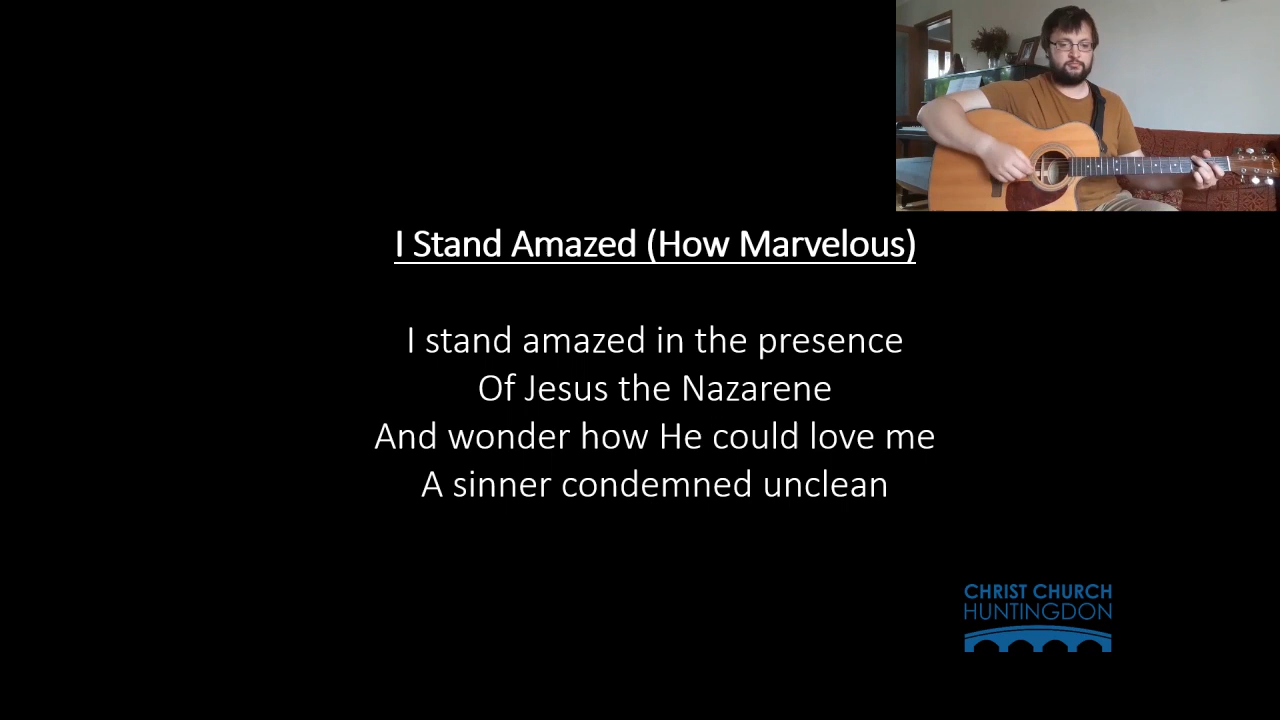 I Stand Amazed (How Marvelous)
I stand amazed in the presence
Of Jesus the Nazarene
And wonder how He could love me
A sinner condemned unclean
CHRIST CHURCH
HUNTINGDON